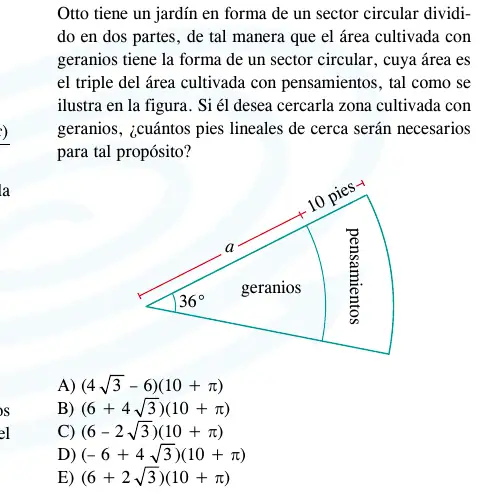 Otto tiene un jardín en forma de un sector circular dividi-
do en dos partes, de tal manera que el área cultivada con
geranios tiene la forma de un sector circular, cuya área es
el triple del área cultivada con pensamientos, tal como se
ilustra en la figura. Si él desea cercarla zona cultivada con
geranios, ¿cuántos pies lineales de cerca serán necesarios
para tal propósito?
)
la
10 pies
a
36°
geranios
pensamientos
A) (4√3 – 6)(10 + π)
B) (6 + 4√3)(10 + π)
C) (6 – 2√3)(10 + π)
D) (– 6 + 4√3)(10 + π)
E) (6 + 2√3)(10 + π)
os
el